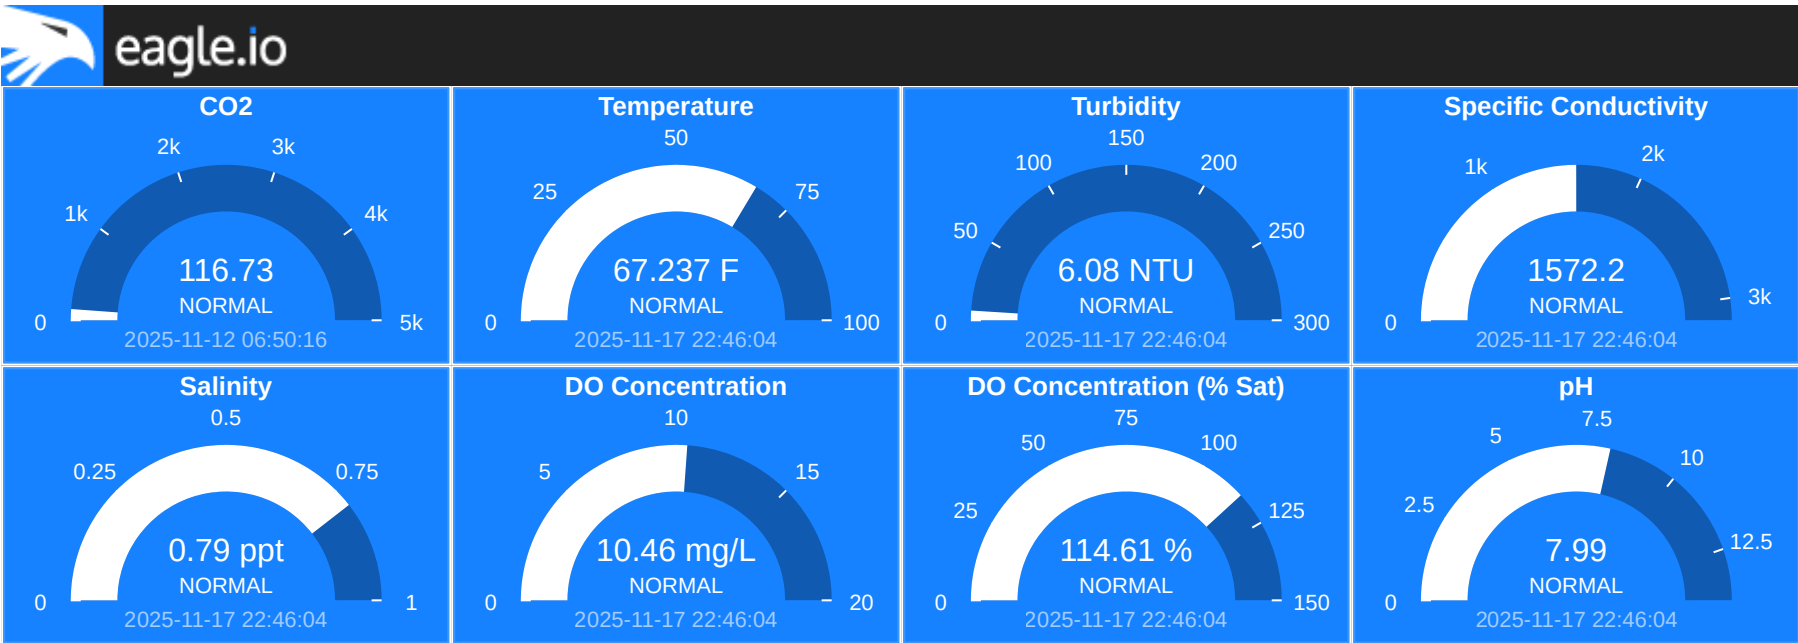 eagle.io
CO2
0
1k
2k
3k
4k
5k
116.73
NORMAL
2025-11-12 06:50:16
Temperature
0
25
50
75
100
67.237 F
NORMAL
2025-11-17 22:46:04
Turbidity
0
50
100
150
200
250
300
6.08 NTU
NORMAL
2025-11-17 22:46:04
Specific Conductivity
0
1k
2k
3k
1572.2
NORMAL
2025-11-17 22:46:04
Salinity
0
0.25
0.5
0.75
1
0.79 ppt
NORMAL
2025-11-17 22:46:04
DO Concentration
0
5
10
15
20
10.46 mg/L
NORMAL
2025-11-17 22:46:04
DO Concentration (% Sat)
0
25
50
75
100
125
150
114.61 %
NORMAL
2025-11-17 22:46:04
pH
0
2.5
5
7.5
10
12.5
7.99
NORMAL
2025-11-17 22:46:04